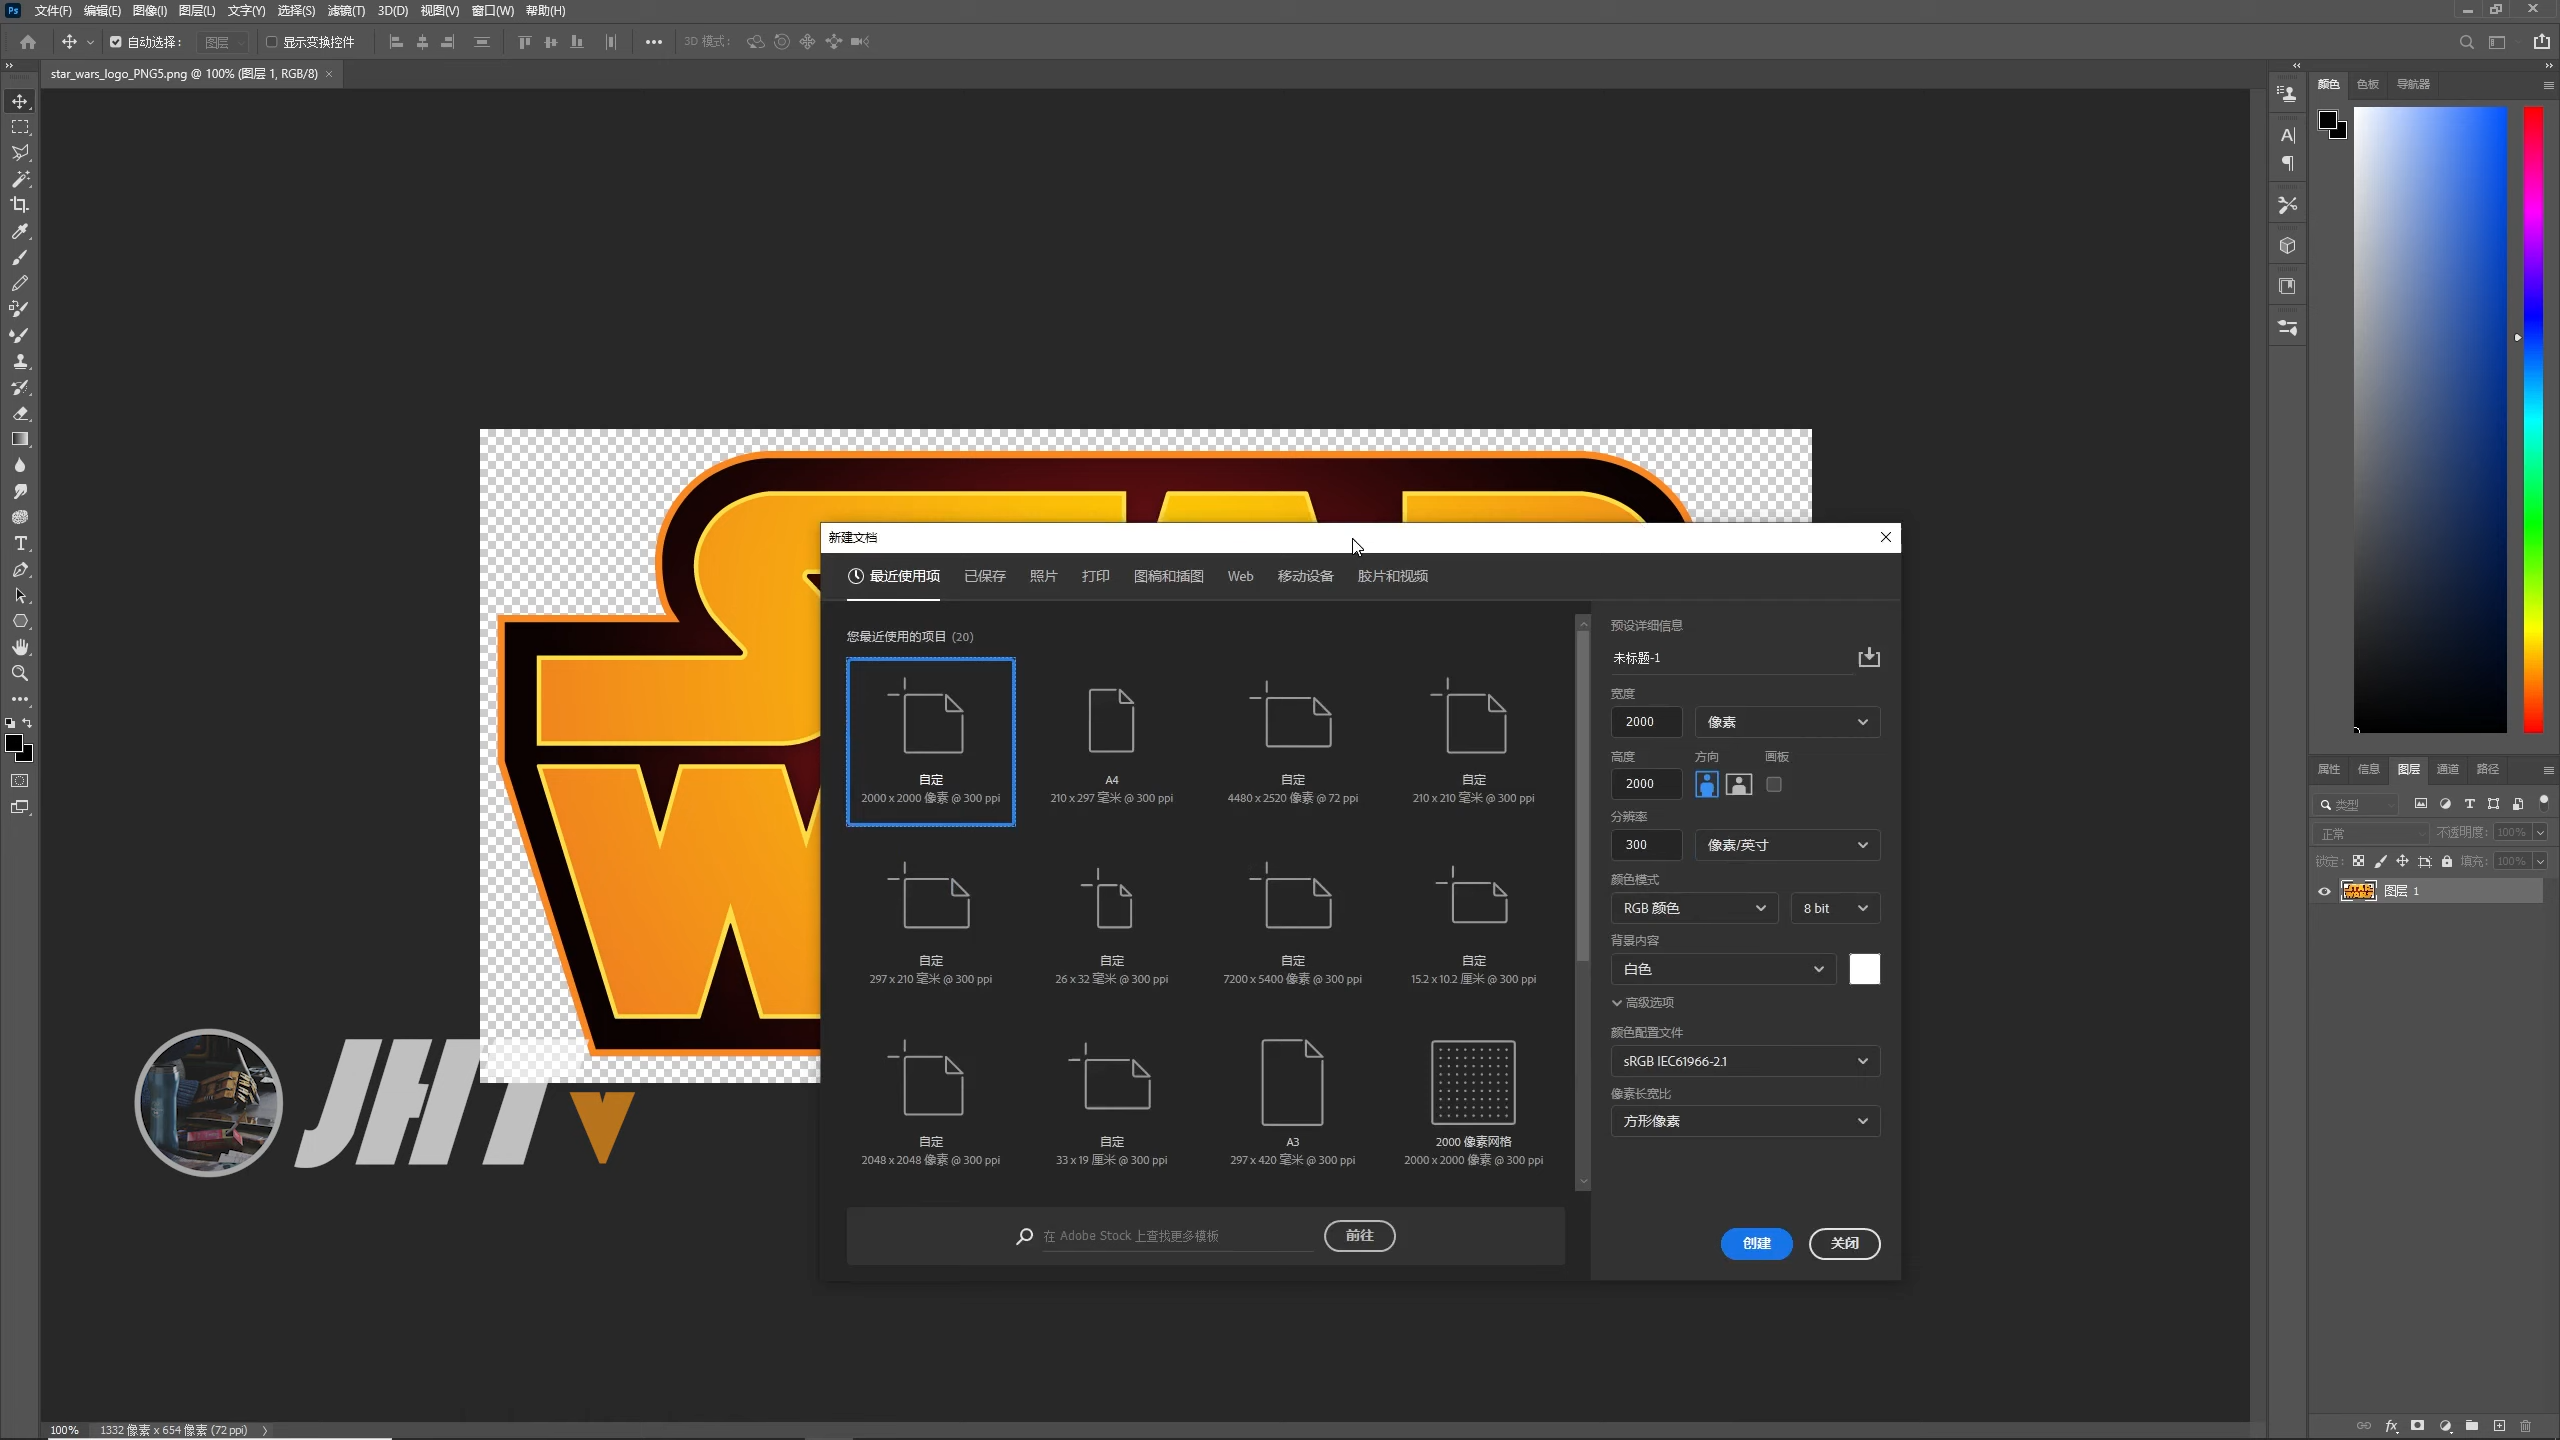 Ps 文件(F) 编辑(E) 图像(I) 图层(L) 文字(Y) 选择(S) 滤镜(T) 3D(D) 视图(V) 窗口(W) 帮助(H)
自动选择： 图层 显示变换控件 3D 模式：
star_wars_logo_PNG5.png @ 100% (图层 1, RGB/8) ×
颜色 色板 导航器
新建文档
最近使用项 已保存 照片 打印 图稿和插图 Web 移动设备 胶片和视频
您最近使用的项目 (20)
自定
2000 x 2000 像素 @ 300 ppi
A4
210 x 297 毫米 @ 300 ppi
自定
4480 x 2520 像素 @ 72 ppi
自定
210 x 210 毫米 @ 300 ppi
自定
297 x 210 毫米 @ 300 ppi
自定
26 x 32 毫米 @ 300 ppi
自定
7200 x 5400 像素 @ 300 ppi
自定
15.2 x 10.2 厘米 @ 300 ppi
自定
2048 x 2048 像素 @ 300 ppi
自定
33 x 19 厘米 @ 300 ppi
A3
297 x 420 毫米 @ 300 ppi
2000 像素网格
2000 x 2000 像素 @ 300 ppi
在 Adobe Stock 上查找更多模板 前往
预设详细信息
未标题-1
宽度
2000 像素
高度 方向 画板
2000
分辨率
300 像素/英寸
颜色模式
RGB 颜色 8 bit
背景内容
白色
高级选项
颜色配置文件
sRGB IEC61966-2.1
像素长宽比
方形像素
创建 关闭
属性 信息 图层 通道 路径
类型
正常 不透明度: 100%
锁定: 填充: 100%
STAR WARS 图层 1
JHTV
100% 1332 像素 x 654 像素 (72 ppi)